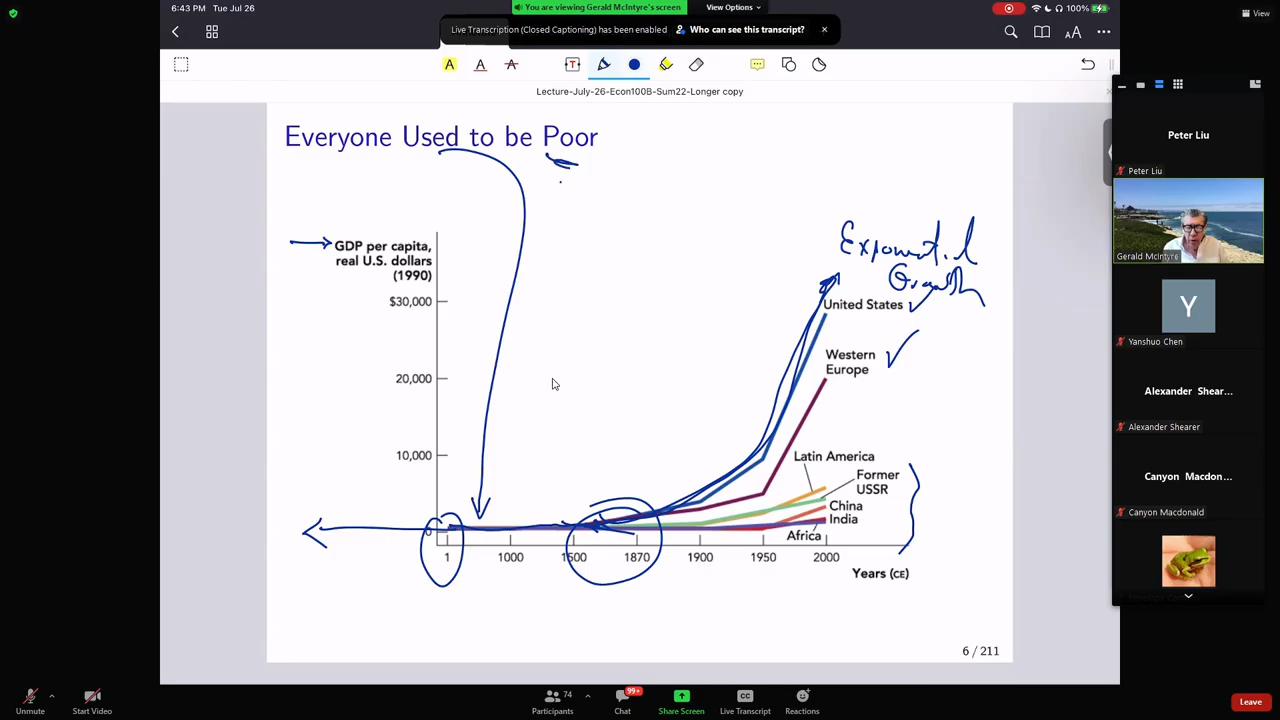 6:43 PM Tue Jul 26
You are viewing Gerald McIntyre's screen
View Options
100%
View
Live Transcription (Closed Captioning) has been enabled
Who can see this transcript?
A A A
T
AA
Lecture-July-26-Econ100B-Sum22-Longer copy
Everyone Used to be Poor
GDP per capita,
real U.S. dollars
(1990)
$30,000
20,000
10,000
0
Exponential
Growth
United States
Western
Europe
Latin America
Former
USSR
China
India
Africa
1 1000 1500 1870 1900 1950 2000
Years (CE)
6 / 211
Peter Liu
Peter Liu
Gerald McIntyre
Y
Yanshuo Chen
Alexander Shear...
Alexander Shearer
Canyon Macdon...
Canyon Macdonald
Unmute
Start Video
74
Participants
99+
Chat
Share Screen
CC
Live Transcript
Reactions
Leave